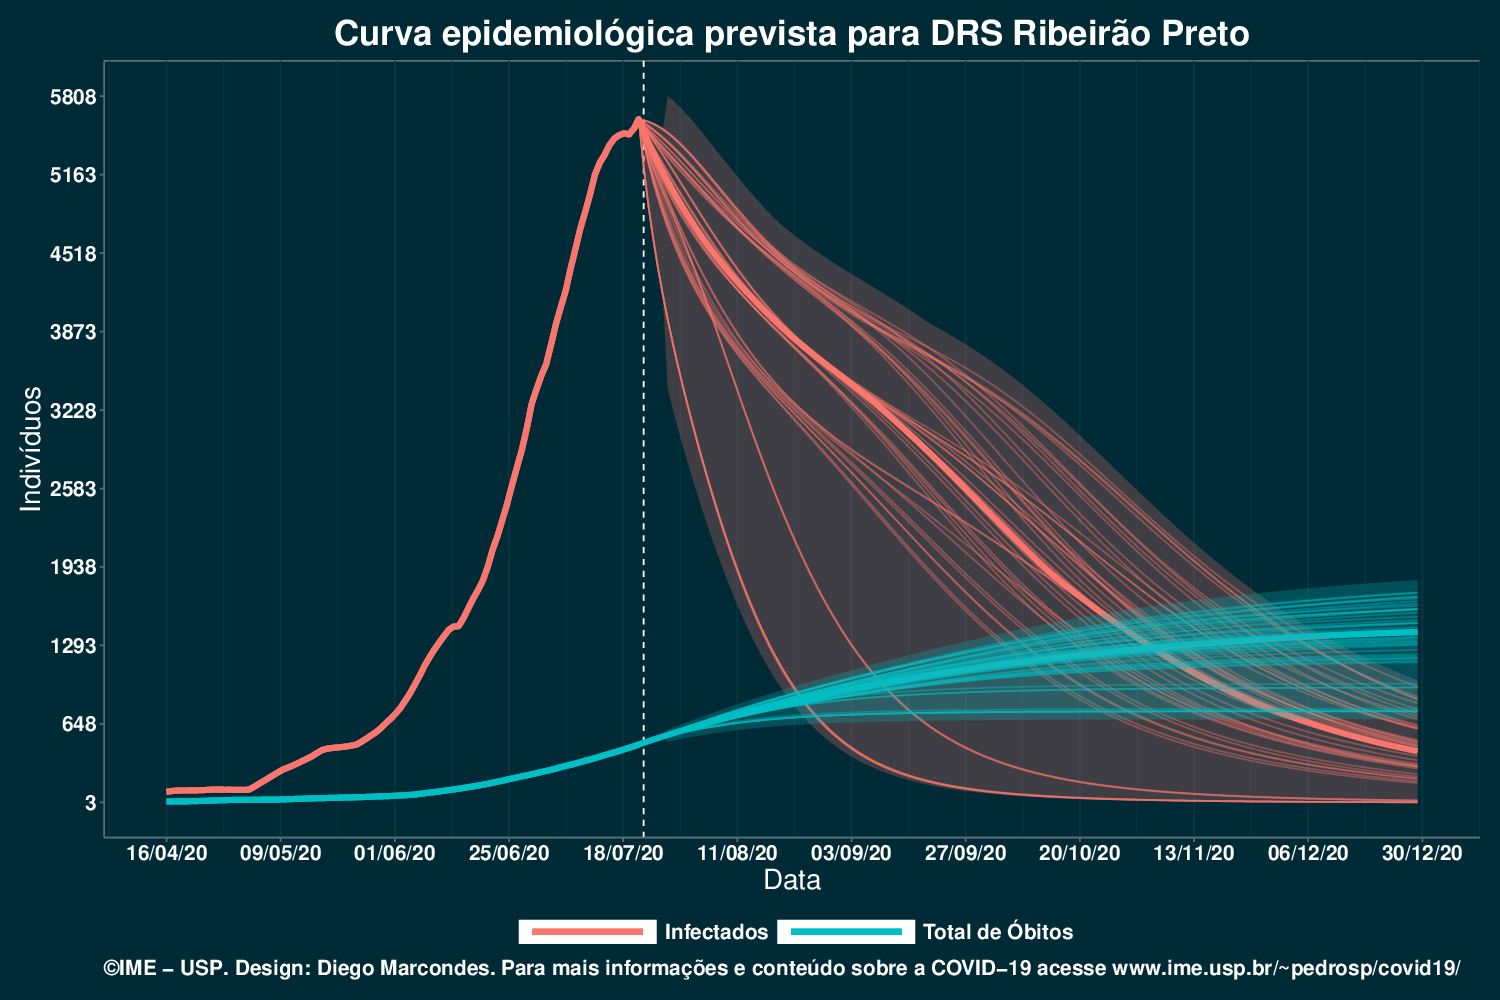 Curva epidemiológica prevista para DRS Ribeirão Preto
5808
5163
4518
3873
3228
2583
1938
1293
648
3
Indivíduos
16/04/20 09/05/20 01/06/20 25/06/20 18/07/20 11/08/20 03/09/20 27/09/20 20/10/20 13/11/20 06/12/20 30/12/20
Data
Infectados Total de Óbitos
©IME − USP. Design: Diego Marcondes. Para mais informações e conteúdo sobre a COVID−19 acesse www.ime.usp.br/~pedrosp/covid19/